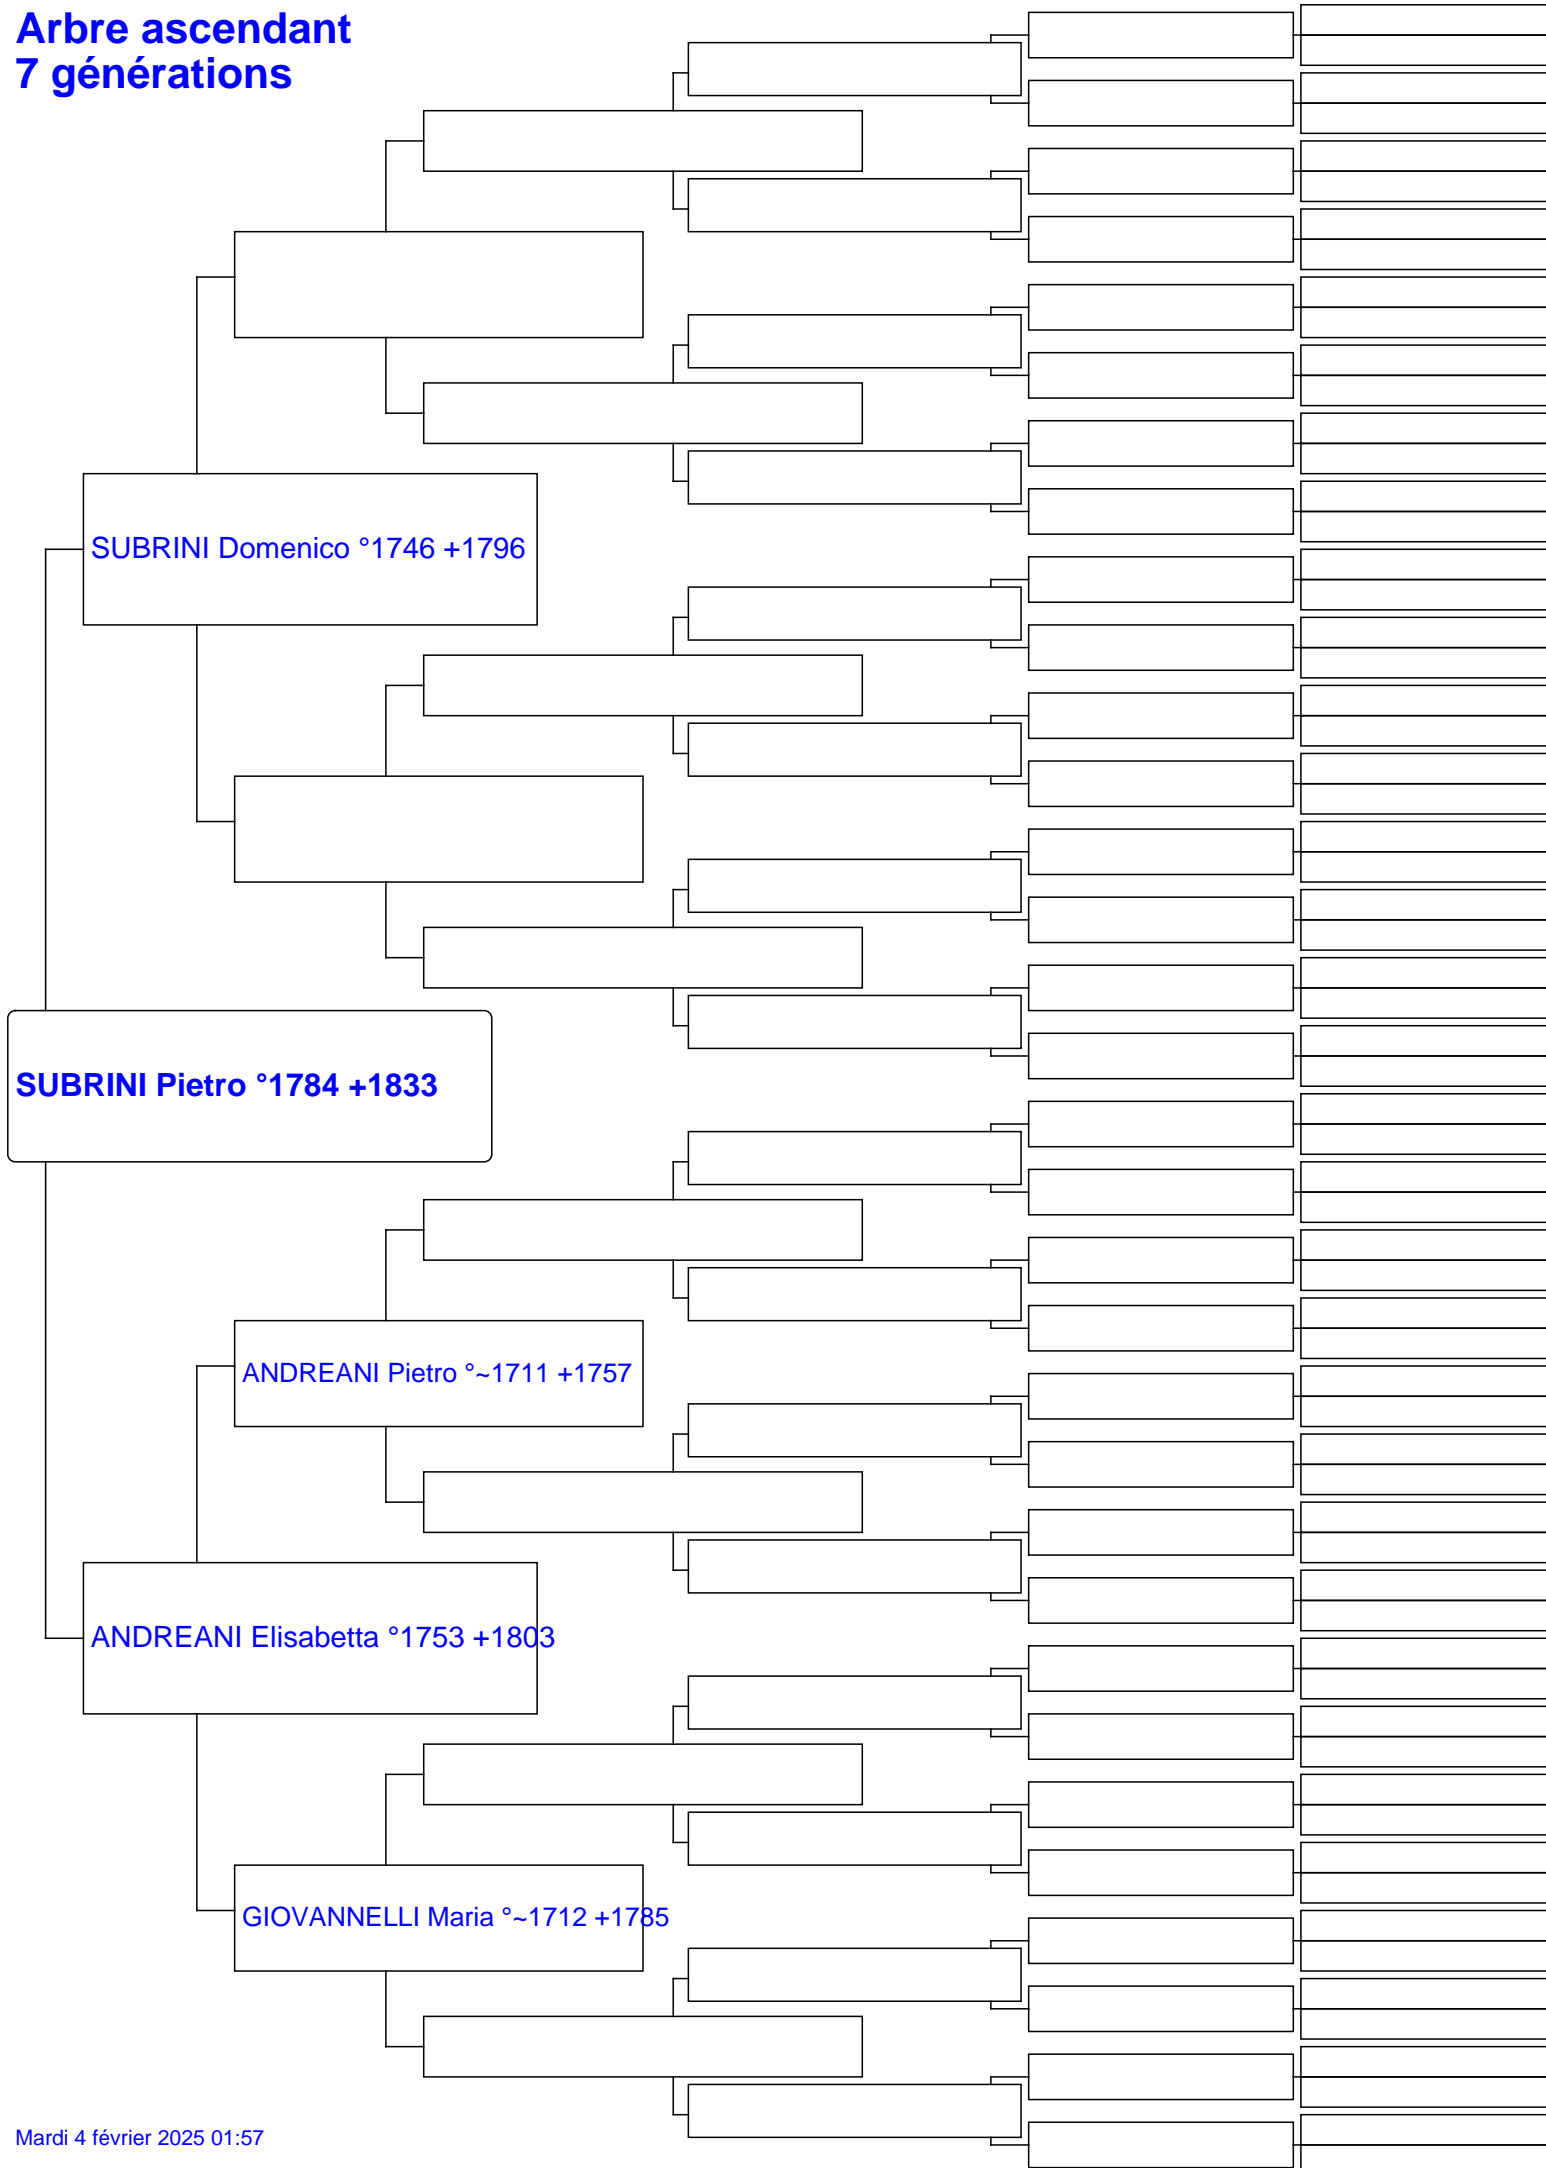 Arbre ascendant
7 générations
SUBRINI Domenico °1746 +1796
SUBRINI Pietro °1784 +1833
ANDREANI Pietro °~1711 +1757
ANDREANI Elisabetta °1753 +1803
GIOVANNELLI Maria °~1712 +1785
Mardi 4 février 2025 01:57